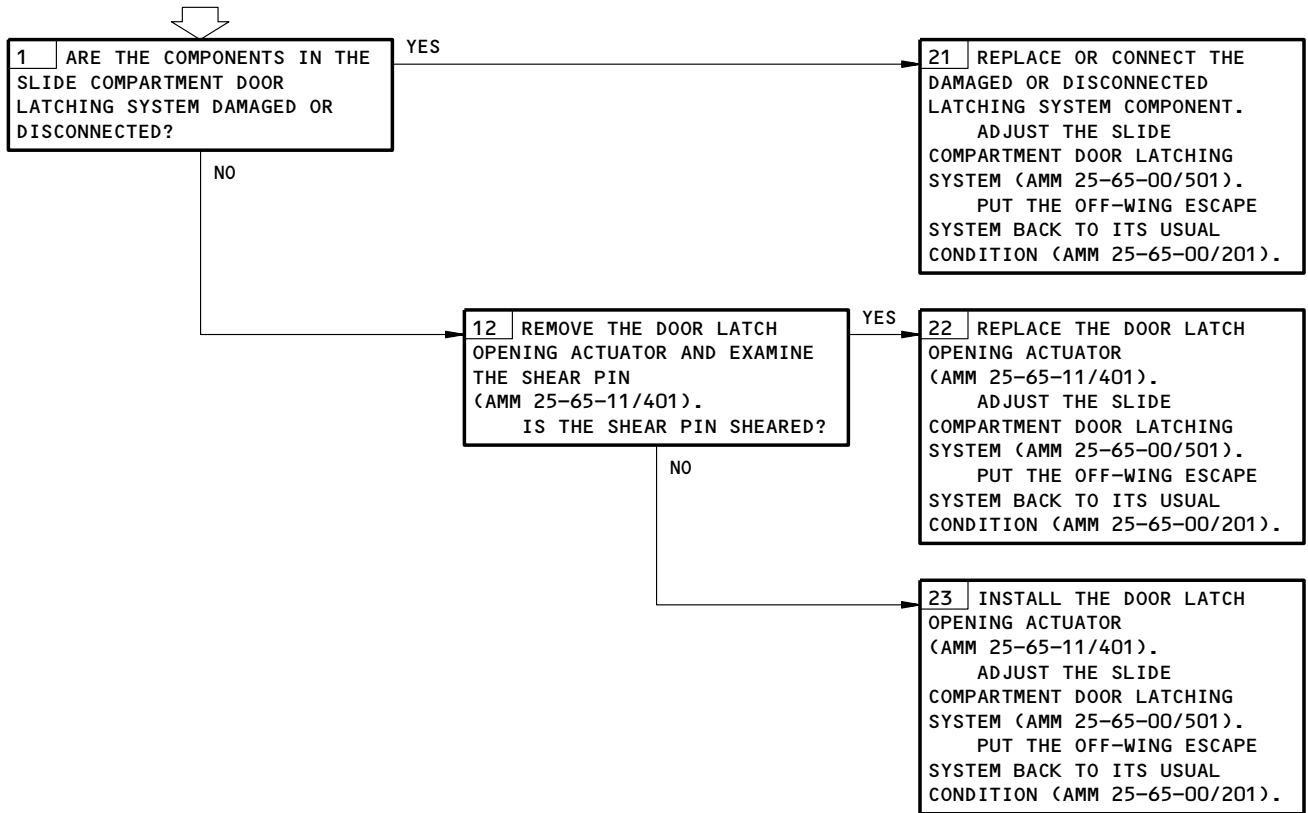 1 ARE THE COMPONENTS IN THE
SLIDE COMPARTMENT DOOR
LATCHING SYSTEM DAMAGED OR
DISCONNECTED?
YES
21 REPLACE OR CONNECT THE
DAMAGED OR DISCONNECTED
LATCHING SYSTEM COMPONENT.
ADJUST THE SLIDE
COMPARTMENT DOOR LATCHING
SYSTEM (AMM 25-65-00/501).
PUT THE OFF-WING ESCAPE
SYSTEM BACK TO ITS USUAL
CONDITION (AMM 25-65-00/201).
NO
12 REMOVE THE DOOR LATCH
OPENING ACTUATOR AND EXAMINE
THE SHEAR PIN
(AMM 25-65-11/401).
IS THE SHEAR PIN SHEARED?
YES
22 REPLACE THE DOOR LATCH
OPENING ACTUATOR
(AMM 25-65-11/401).
ADJUST THE SLIDE
COMPARTMENT DOOR LATCHING
SYSTEM (AMM 25-65-00/501).
PUT THE OFF-WING ESCAPE
SYSTEM BACK TO ITS USUAL
CONDITION (AMM 25-65-00/201).
NO
23 INSTALL THE DOOR LATCH
OPENING ACTUATOR
(AMM 25-65-11/401).
ADJUST THE SLIDE
COMPARTMENT DOOR LATCHING
SYSTEM (AMM 25-65-00/501).
PUT THE OFF-WING ESCAPE
SYSTEM BACK TO ITS USUAL
CONDITION (AMM 25-65-00/201).